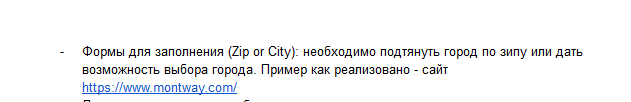 - Формы для заполнения (Zip or City): необходимо подтянуть город по зипу или дать
возможность выбора города. Пример как реализовано - сайт
https://www.montway.com/